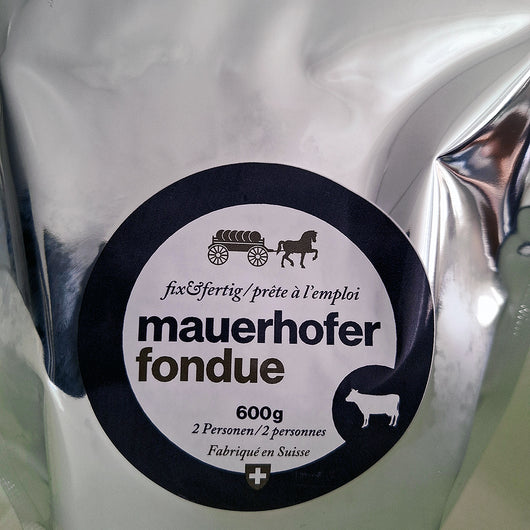 fix&fertig/prête à l'emploi
mauerhofer
fondue
600g
2 Personen/2 personnes
Fabriqué en Suisse